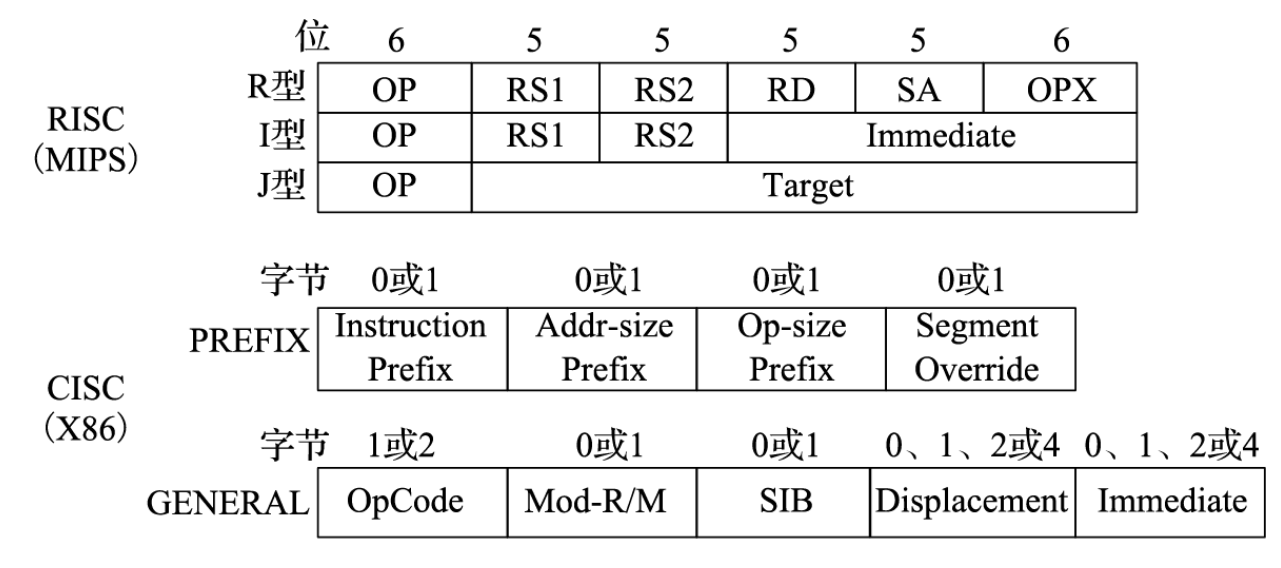 位 6 5 5 5 5 6
R型 OP RS1 RS2 RD SA OPX
RISC
(MIPS)
I型 OP RS1 RS2 Immediate
J型 OP Target
字节 0或1 0或1 0或1 0或1
PREFIX Instruction Prefix Addr-size Prefix Op-size Prefix Segment Override
CISC
(X86)
字节 1或2 0或1 0或1 0、1、2或4 0、1、2或4
GENERAL OpCode Mod-R/M SIB Displacement Immediate